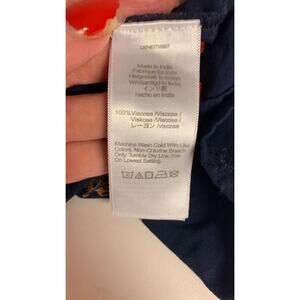 Made in India
Fabriqué en Inde
Hergestellt in Indien
Vervaardigd in India
インド製
Hecho en India
100%Viscose /Viscose /
Viskose /Viscose /
レーヨン /Viscosa
Machine Wash Cold With Like
Colors, Non-Chlorine Bleach
Only, Tumble Dry Low, Iron
on Lowest Setting.